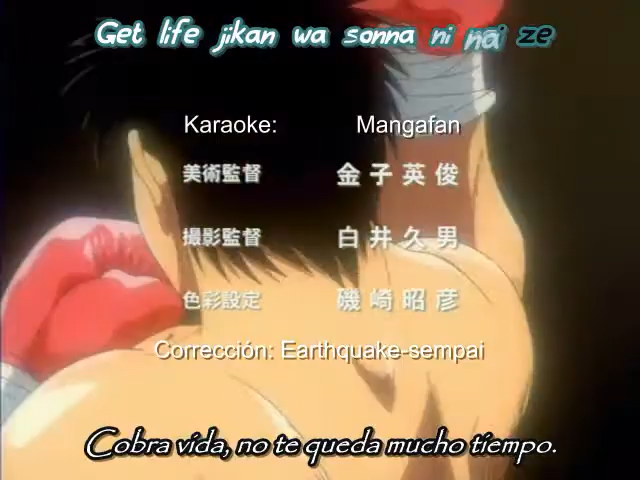 Get life jikan wa sonna ni nai ze
Karaoke: Mangafan
美術監督 金子英俊
撮影監督 白井久男
色彩設定 磯崎昭彦
Corrección: Earthquake-sempai
Cobra vida, no te queda mucho tiempo.